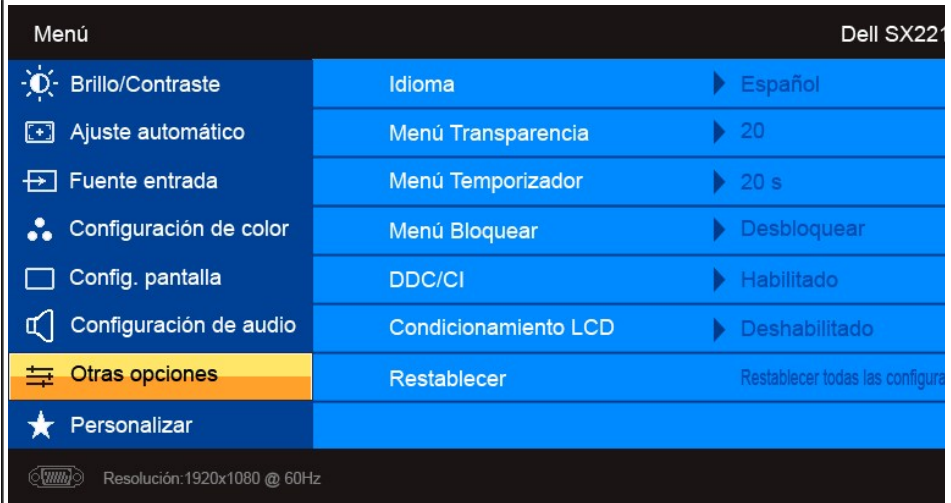 Menú Dell SX221
Brillo/Contraste Idioma Español
Ajuste automático Menú Transparencia 20
Fuente entrada Menú Temporizador 20 s
Configuración de color Menú Bloquear Desbloquear
Config. pantalla DDC/CI Habilitado
Configuración de audio Condicionamiento LCD Deshabilitado
Otras opciones Restablecer Restablecer todas las configura
Personalizar
Resolución:1920x1080 @ 60Hz